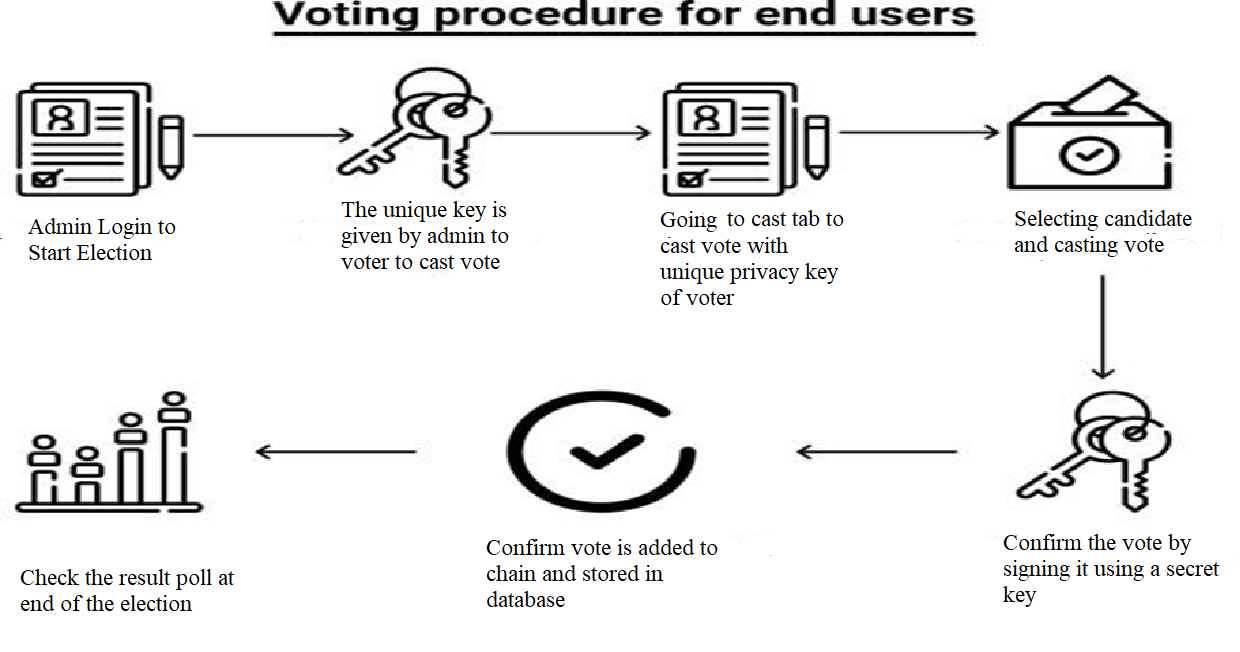 Voting procedure for end users
Admin Login to
Start Election
The unique key is
given by admin to
voter to cast vote
Going to cast tab to
cast vote with
unique privacy key
of voter
Selecting candidate
and casting vote
Confirm the vote by
signing it using a secret
key
Confirm vote is added to
chain and stored in
database
Check the result poll at
end of the election